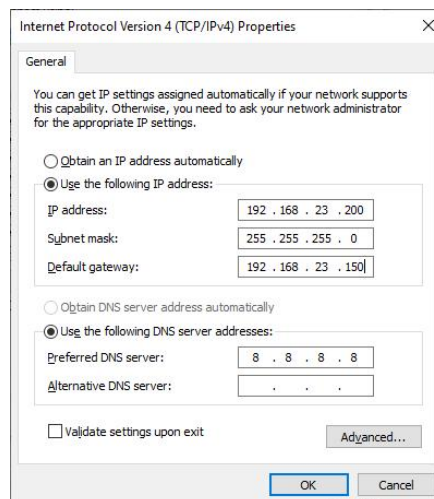 Internet Protocol Version 4 (TCP/IPv4) Properties
General
You can get IP settings assigned automatically if your network supports
this capability. Otherwise, you need to ask your network administrator
for the appropriate IP settings.
Obtain an IP address automatically
Use the following IP address:
IP address: 192 . 168 . 23 . 200
Subnet mask: 255 . 255 . 255 . 0
Default gateway: 192 . 168 . 23 . 150
Obtain DNS server address automatically
Use the following DNS server addresses:
Preferred DNS server: 8 . 8 . 8 . 8
Alternative DNS server: . . .
Validate settings upon exit
Advanced...
OK Cancel